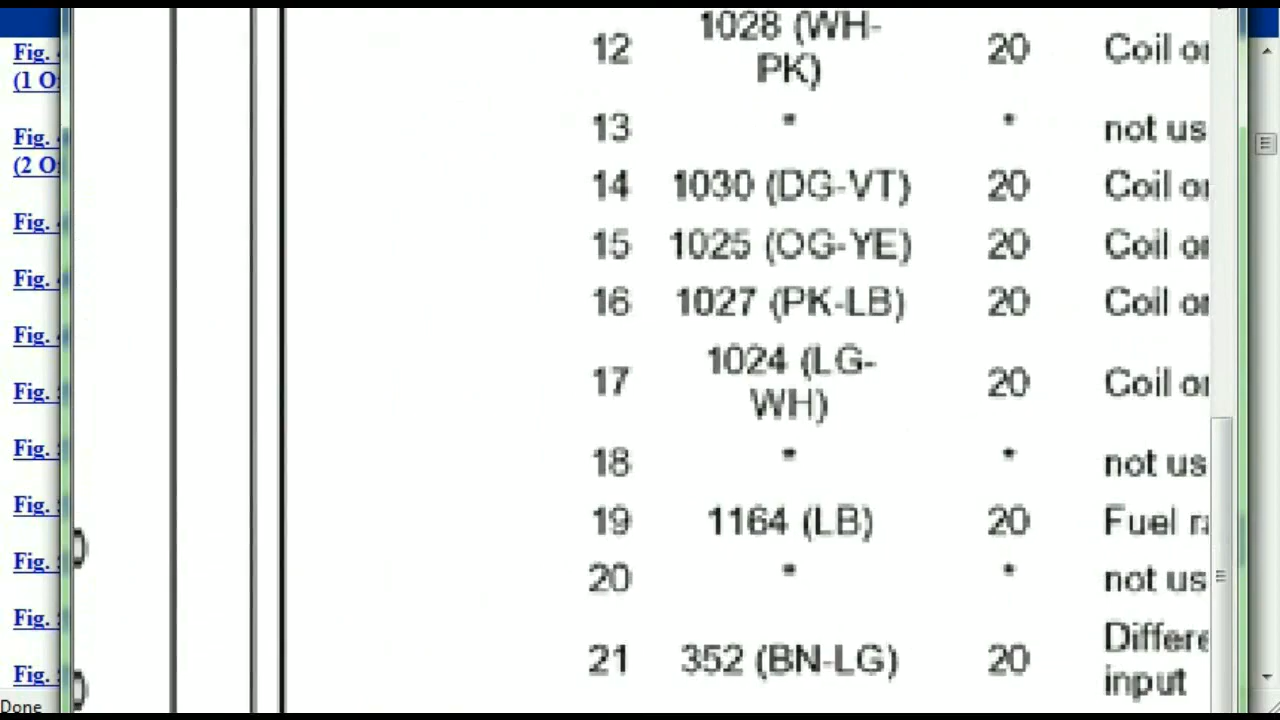 Fig.
(1 O
Fig.
(2 O
Fig.
Fig.
Fig.
Fig.
Fig.
Fig.
Fig.
Fig.
Fig.
Done
12 1028 (WH-PK) 20 Coil o
13 * * not us
14 1030 (DG-VT) 20 Coil o
15 1025 (OG-YE) 20 Coil o
16 1027 (PK-LB) 20 Coil o
17 1024 (LG-WH) 20 Coil o
18 * * not us
19 1164 (LB) 20 Fuel
20 * * not us
21 352 (BN-LG) 20 Differe
input